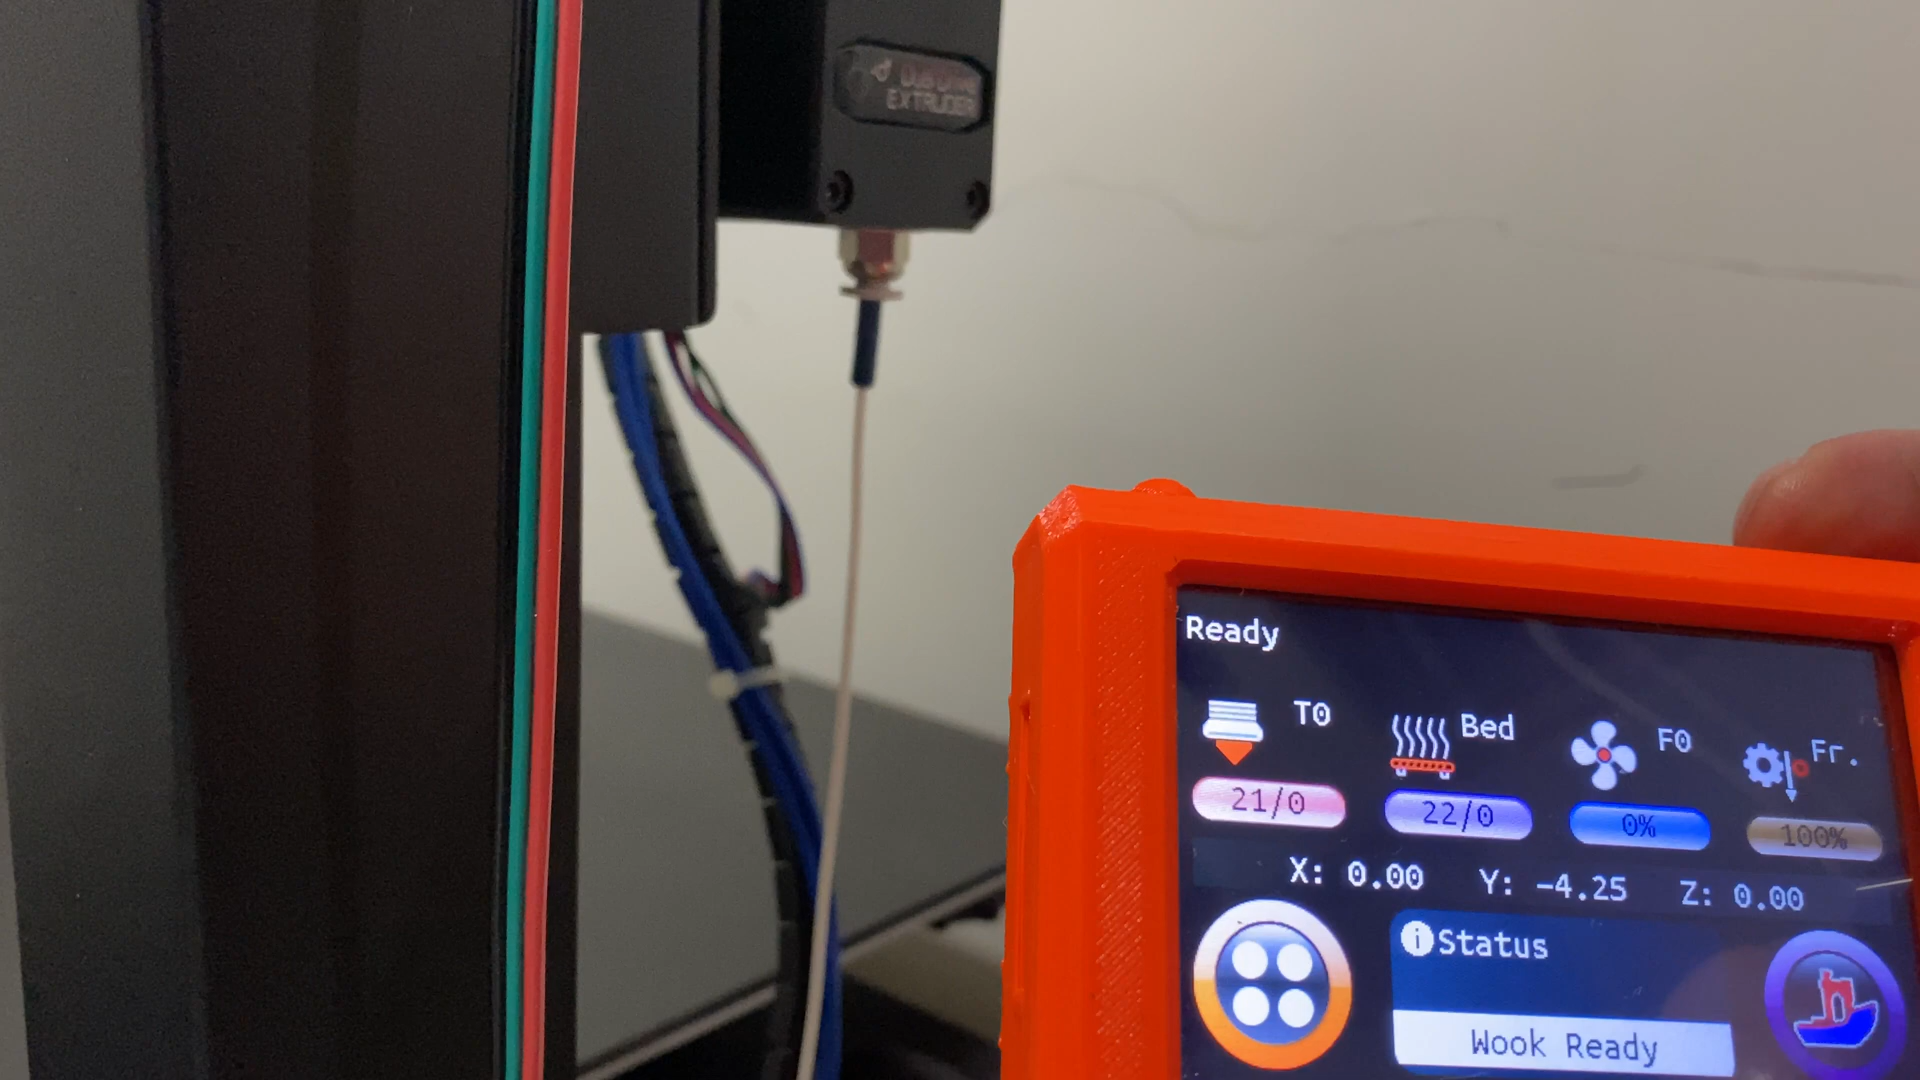 EXTRUDER
Ready
T0
Bed
F0
Fr.
21/0
22/0
0%
100%
X: 0.00 Y: -4.25 Z: 0.00
Status
Wook Ready